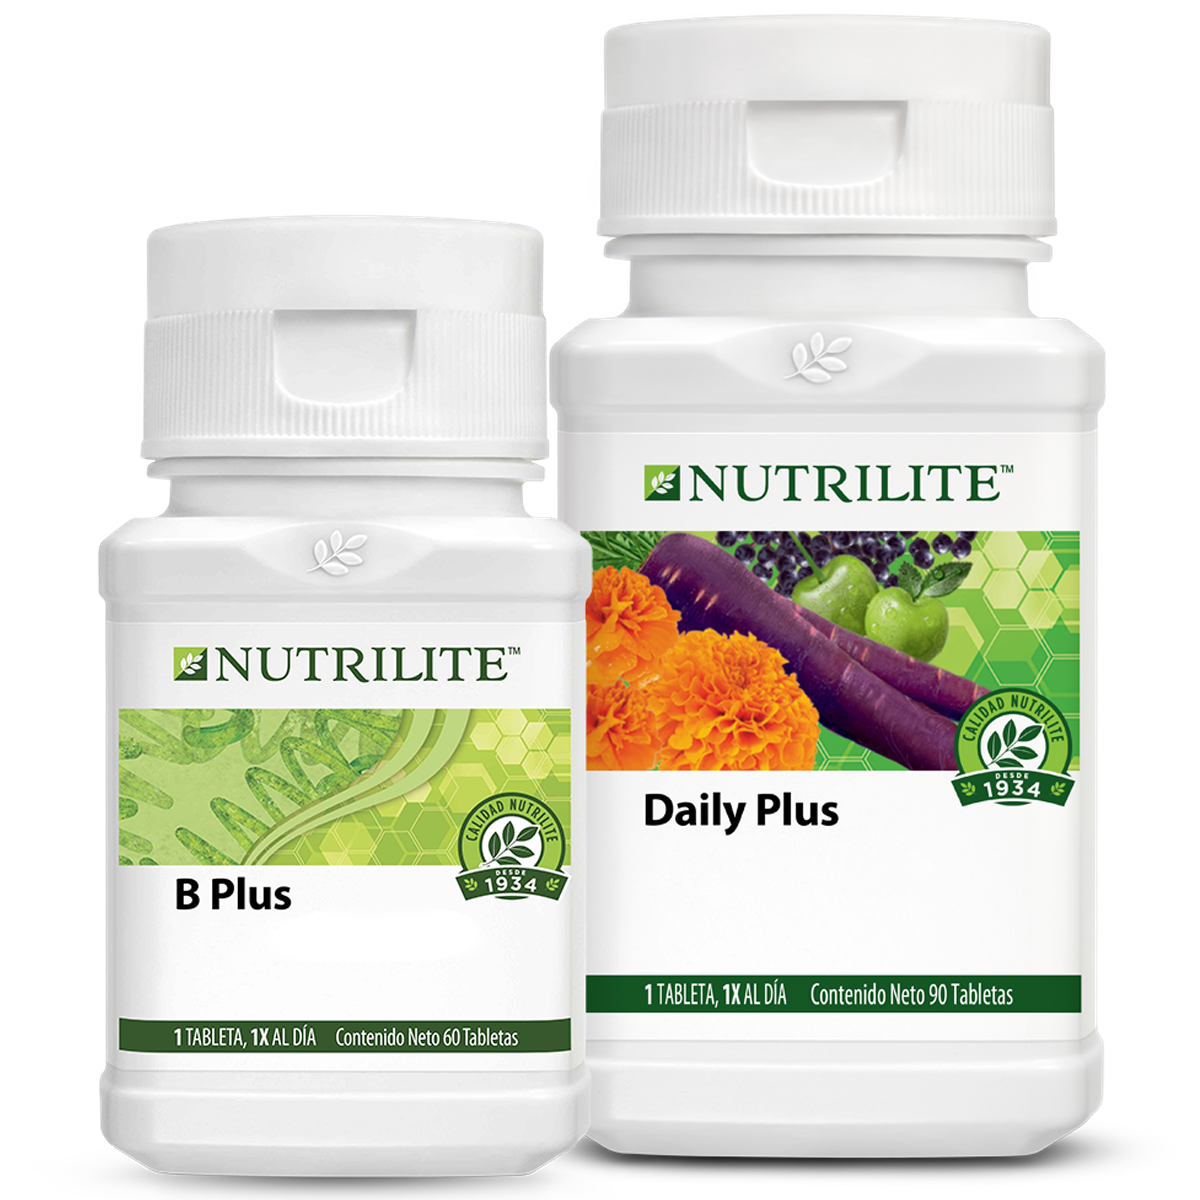 NUTRILITE™
CALIDAD NUTRILITE
DESDE
1934
B Plus
1 TABLETA, 1X AL DÍA Contenido Neto 60 Tabletas
NUTRILITE™
CALIDAD NUTRILITE
DESDE
1934
Daily Plus
1 TABLETA, 1X AL DÍA Contenido Neto 90 Tabletas